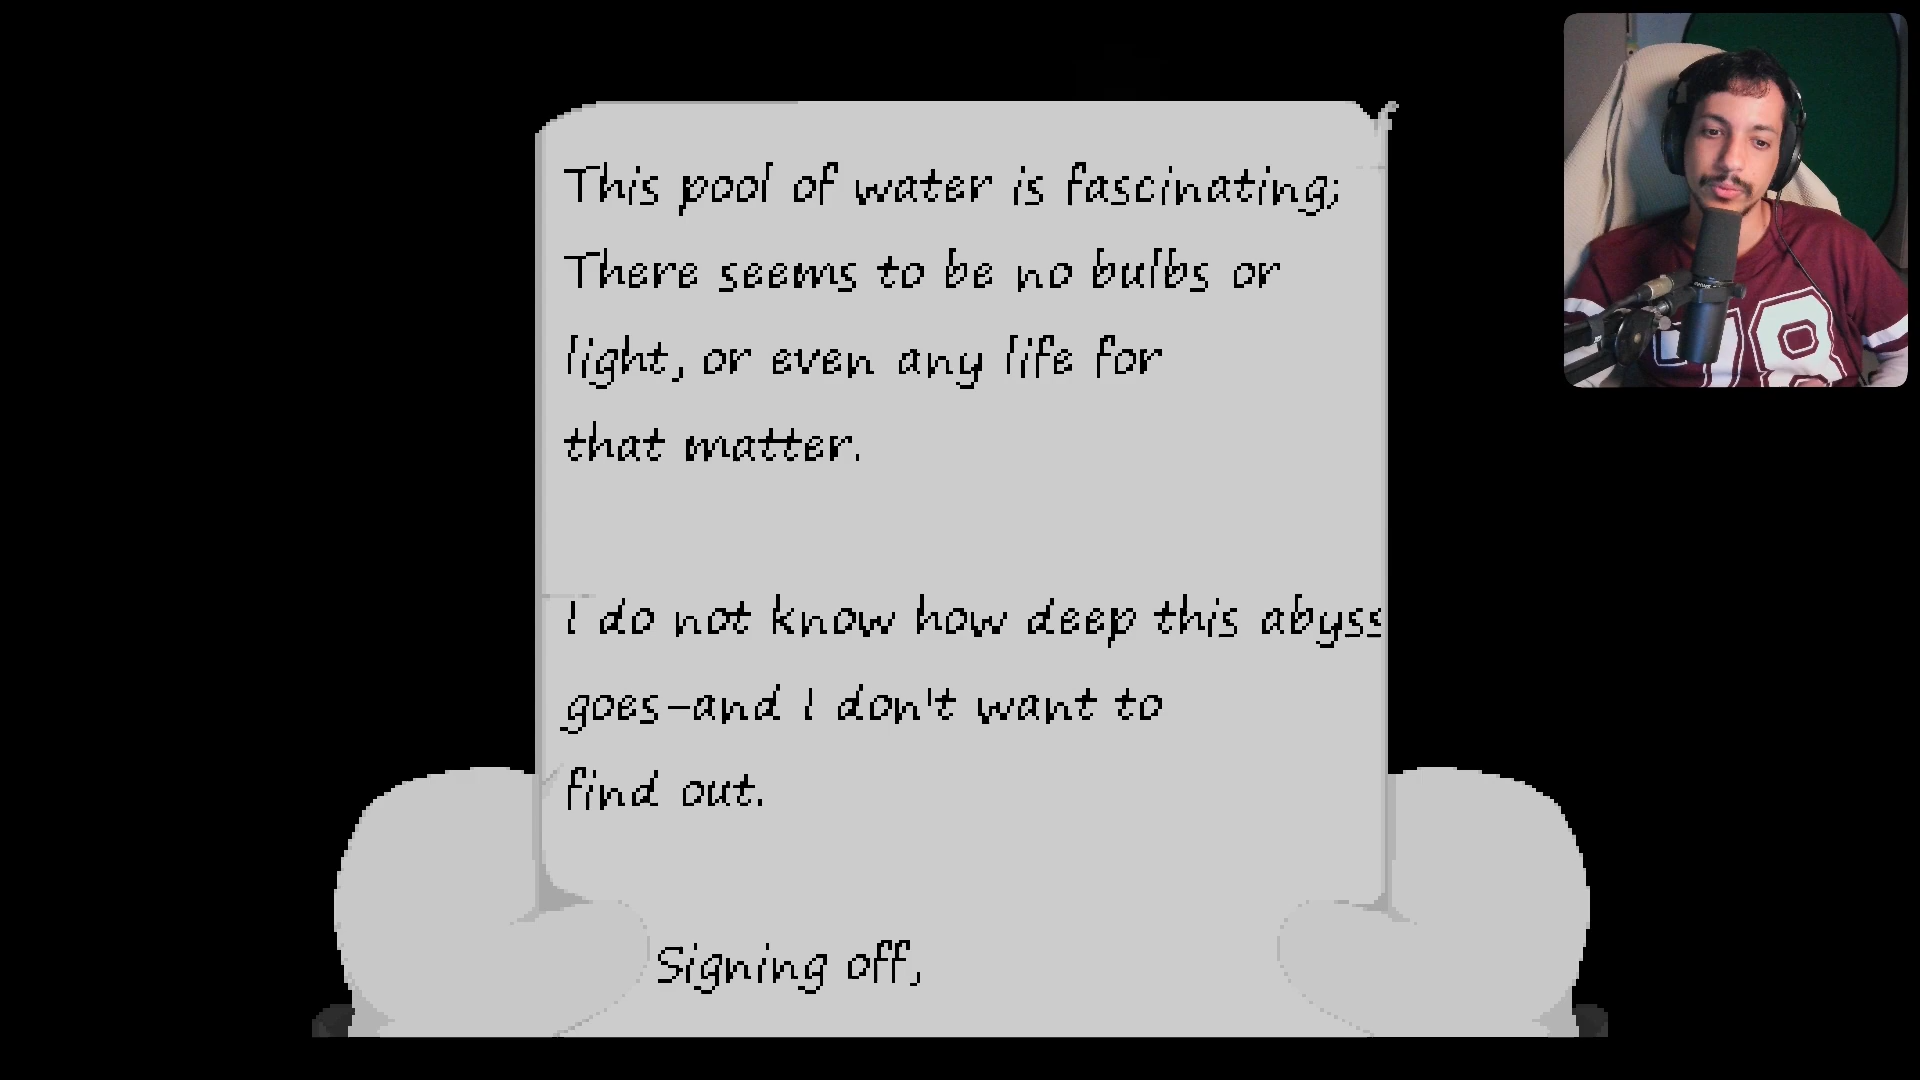 This pool of water is fascinating;
There seems to be no bulbs or
light, or even any life for
that matter.
I do not know how deep this abyss
goes-and I don't want to
find out.
Signing off,